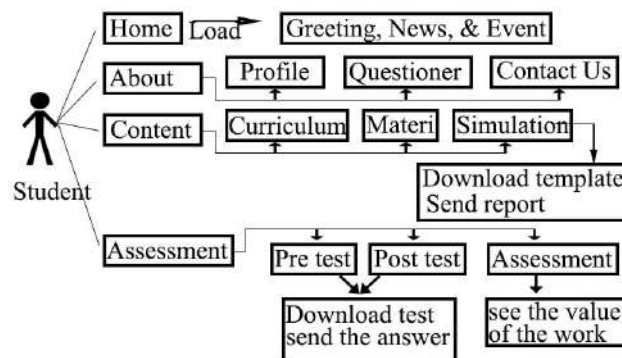 Home
Load
Greeting, News, & Event
About
Profile
Questioner
Contact Us
Content
Curriculum
Materi
Simulation
Student
Download template
Send report
Assessment
Pre test
Post test
Assessment
Download test
send the answer
see the value
of the work